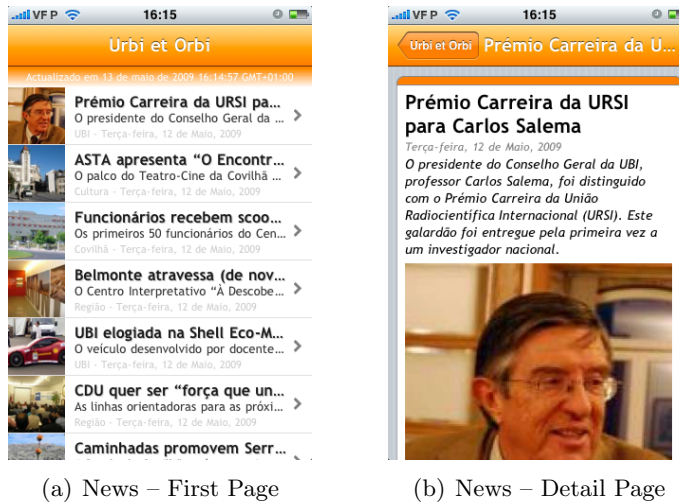 VF P 16:15
Urbi et Orbi
Actualizado em 13 de maio de 2009 16:14:57 GMT+01:00
Prémio Carreira da URSI pa...
O presidente do Conselho Geral da ...
UBI - Terça-feira, 12 de Maio, 2009
ASTA apresenta “O Encontr...
O palco do Teatro-Cine da Covilhã ...
Cultura - Terça-feira, 12 de Maio, 2009
Funcionários recebem scoo...
Os primeiros 50 funcionários do Cen...
Covilhã - Terça-feira, 12 de Maio, 2009
Belmonte atravessa (de nov...
O Centro Interpretativo “À Descobe...
Região - Terça-feira, 12 de Maio, 2009
UBI elogiada na Shell Eco-M...
O veículo desenvolvido por docente...
UBI - Terça-feira, 12 de Maio, 2009
CDU quer ser “força que un...
As linhas orientadoras para as próxi...
Região - Terça-feira, 12 de Maio, 2009
Caminhadas promovem Serr...
(a) News – First Page
VF P 16:15
Urbi et Orbi Prémio Carreira da U...
Prémio Carreira da URSI
para Carlos Salema
Terça-feira, 12 de Maio, 2009
O presidente do Conselho Geral da UBI,
professor Carlos Salema, foi distinguido
com o Prémio Carreira da União
Radiocientífica Internacional (URSI). Este
galardão foi entregue pela primeira vez a
um investigador nacional.
(b) News – Detail Page